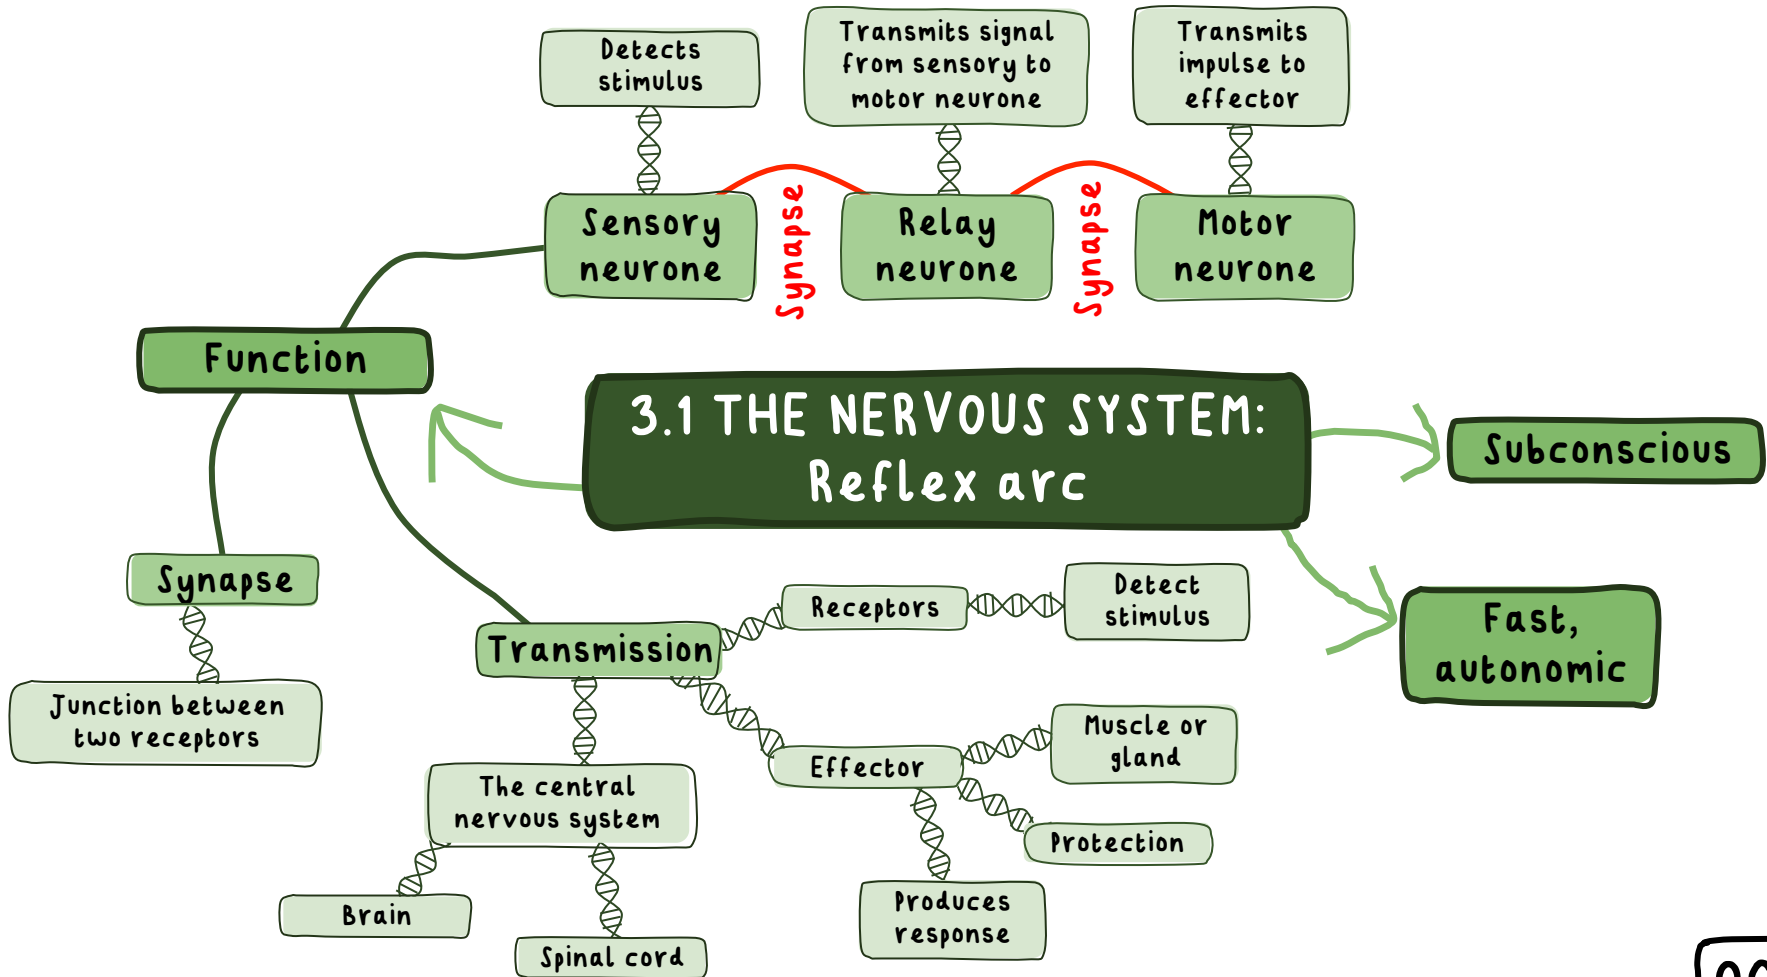 Detects
stimulus
Transmits signal
from sensory to
motor neurone
Transmits
impulse to
effector
Sensory
neurone
Synapse
Relay
neurone
Synapse
Motor
neurone
Function
3.1 THE NERVOUS SYSTEM:
Reflex arc
Subconscious
Fast,
autonomic
Synapse
Junction between
two receptors
Transmission
Receptors
Detect
stimulus
The central
nervous system
Brain
Spinal cord
Effector
Muscle or
gland
Protection
Produces
response